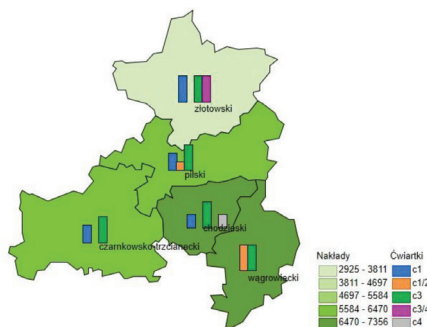 złotowski
pilski
chodzieski
czarnkowsko-trzcianecki
wągrowiecki
Nakłady Ćwiartki
2925 - 3811 c1
3811 - 4697 c1/2
4697 - 5584 c3
5584 - 6470 c3/4
6470 - 7356 c4